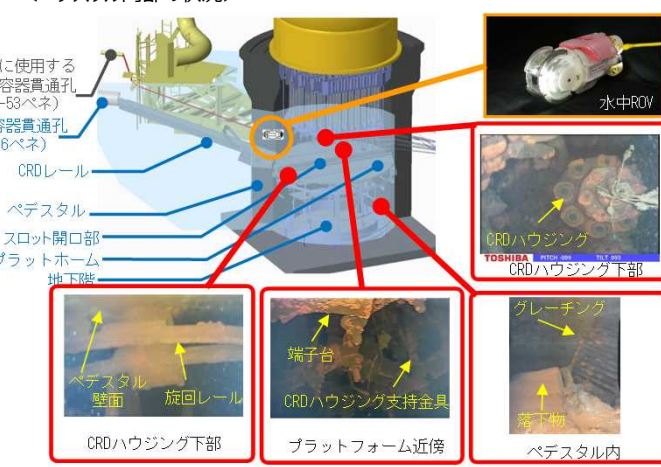 に使用する
容器貫通孔
-53ペネ)
容器貫通孔
6ペネ)
CRDレール
ペデスタル
スロット開口部
プラットホーム
地下階
水中ROV
CRDハウジング
TOSHIBA PITCH -089 TILT 093
CRDハウジング下部
ペデスタル
壁面
旋回レール
CRDハウジング下部
端子台
CRDハウジング支持金具
プラットフォーム近傍
グレーチング
落下物
ペデスタル内